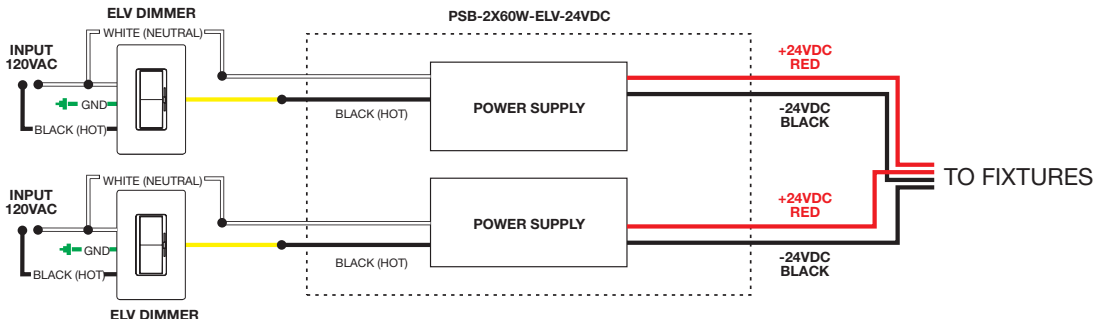 ELV DIMMER
PSB-2X60W-ELV-24VDC
WHITE (NEUTRAL)
INPUT
120VAC
+24VDC
RED
GND
POWER SUPPLY
BLACK (HOT)
BLACK (HOT)
-24VDC
BLACK
TO FIXTURES
WHITE (NEUTRAL)
INPUT
120VAC
+24VDC
RED
POWER SUPPLY
GND
BLACK (HOT)
BLACK (HOT)
-24VDC
BLACK
ELV DIMMER